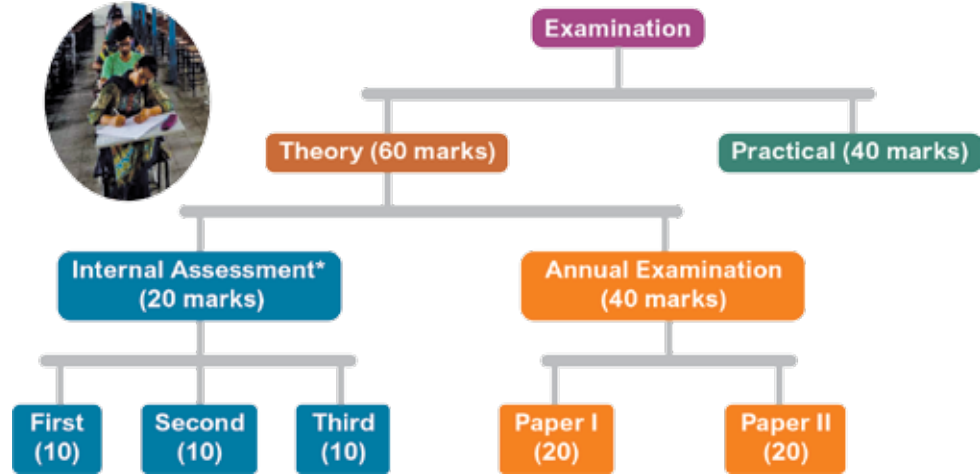 Examination
Theory (60 marks)
Practical (40 marks)
Internal Assessment*
(20 marks)
Annual Examination
(40 marks)
First
(10)
Second
(10)
Third
(10)
Paper I
(20)
Paper II
(20)